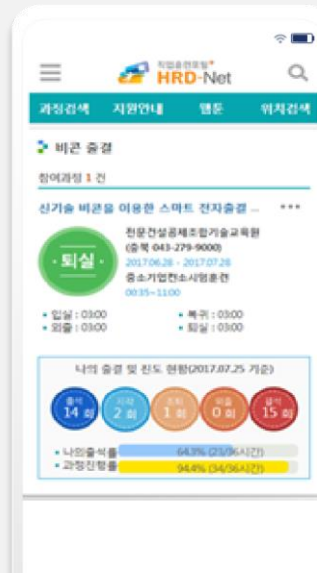 직업훈련포털
HRD-Net
과정검색 지원안내 웹툰 위치검색
비콘 출결
참여과정 1 건
신기술 비콘을 이용한 스마트 전자출결 ...
퇴실
전문건설공제조합기술교육원
(충북 043-279-9000)
2017.06.28 - 2017.07.28
중소기업컨소시엄훈련
00:35~11:00
• 입실 : 03:00 • 복귀 : 03:00
• 외출 : 03:00 • 퇴실 : 03:00
나의 출결 및 진도 현황(2017.07.25 기준)
출석 지각 조퇴 외출 결석
14 회 2 회 1 회 0 회 15 회
• 나의출석률 64.3% (23/36시간)
• 과정진행률 94.4% (34/36시간)